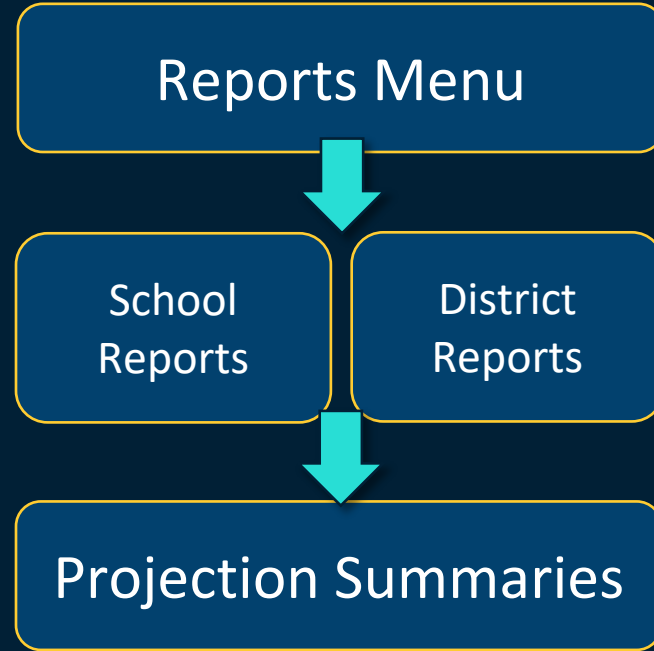 Reports Menu
School
Reports
District
Reports
Projection Summaries